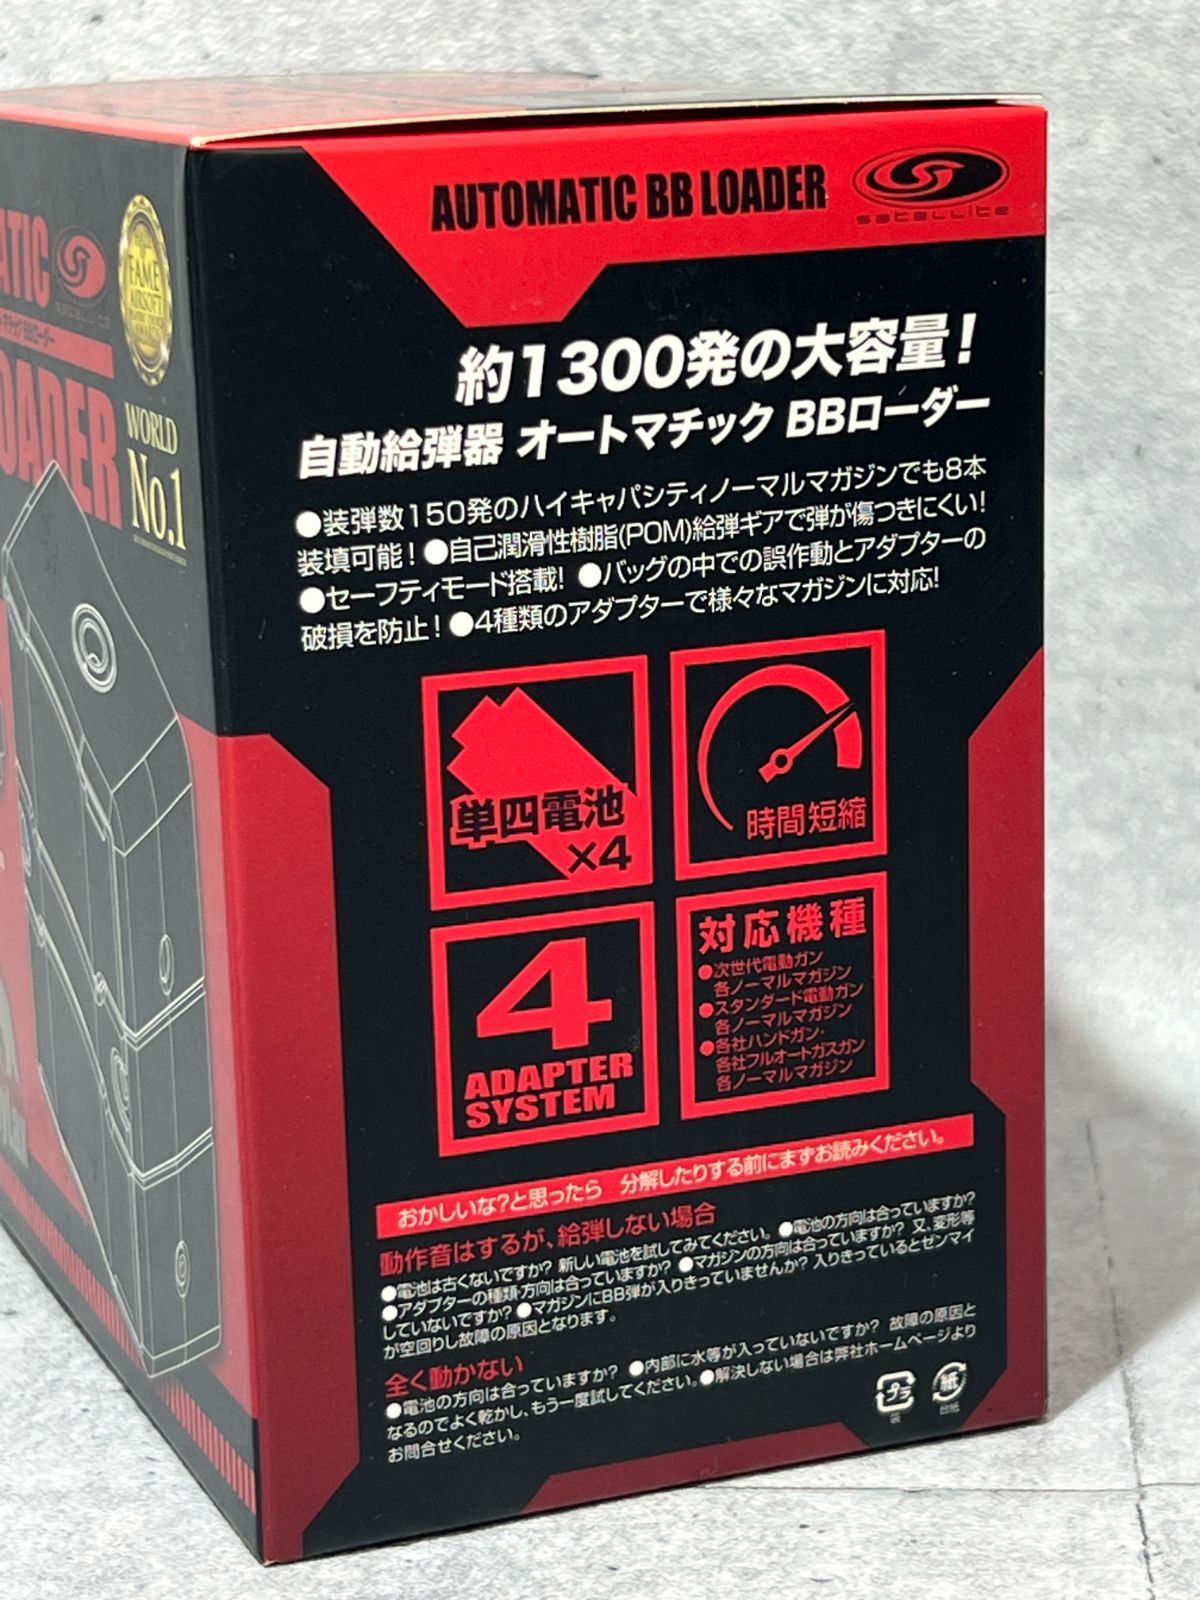 AUTOMATIC BB LOADER
satellite
約1300発の大容量!
自動給弾器 オートマチック BBローダー
●装弾数150発のハイキャパシティノーマルマガジンでも8本
装填可能!●自己潤滑性樹脂(POM)給弾ギアで弾が傷つきにくい!
●セーフティモード搭載!●バッグの中での誤作動とアダプターの
破損を防止!●4種類のアダプターで様々なマガジンに対応!
単四電池
×4
時間短縮
4
ADAPTER
SYSTEM
対応機種
●次世代電動ガン
各ノーマルマガジン
●スタンダード電動ガン
各ノーマルマガジン
●各社ハンドガン・
各社フルオートガスガン
各ノーマルマガジン
おかしいな?と思ったら 分解したりする前にまずお読みください。
動作音はするが、給弾しない場合
●電池は古くないですか? 新しい電池を試してみてください。●電池の方向は合っていますか?
●アダプターの種類・方向は合っていますか? ●マガジンの方向は合っていますか? 又、変形等
していないですか? ●マガジンにBB弾が入りきっていませんか? 入りきっているとゼンマイ
が空回りし故障の原因となります。
全く動かない
●電池の方向は合っていますか? ●内部に水等が入っていないですか? 故障の原因と
なるのでよく乾かし、もう一度試してください。●解決しない場合は弊社ホームページより
お問合せください。
プラ
袋
紙
台紙
ATIC
オートマチック BBローダー
OADER
FAME
AIRSOFT
WORLD
No.1